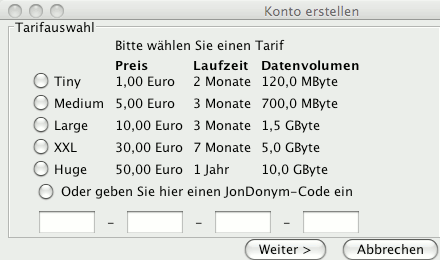 Konto erstellen
Tarifauswahl
Bitte wählen Sie einen Tarif
Preis Laufzeit Datenvolumen
Tiny 1,00 Euro 2 Monate 120,0 MByte
Medium 5,00 Euro 3 Monate 700,0 MByte
Large 10,00 Euro 3 Monate 1,5 GByte
XXL 30,00 Euro 7 Monate 5,0 GByte
Huge 50,00 Euro 1 Jahr 10,0 GByte
Oder geben Sie hier einen JonDonym-Code ein
– – –
Weiter > Abbrechen